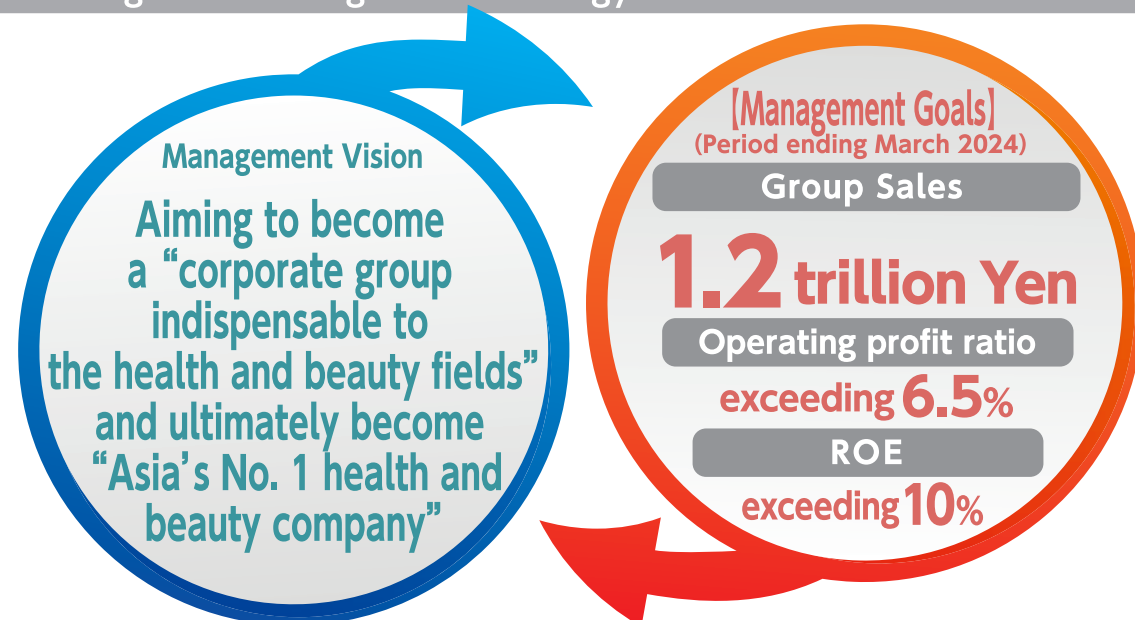 Management Vision
Aiming to become
a “corporate group
indispensable to
the health and beauty fields”
and ultimately become
“Asia’s No. 1 health and
beauty company”
【Management Goals】
(Period ending March 2024)
Group Sales
1.2 trillion Yen
Operating profit ratio
exceeding 6.5%
ROE
exceeding 10%